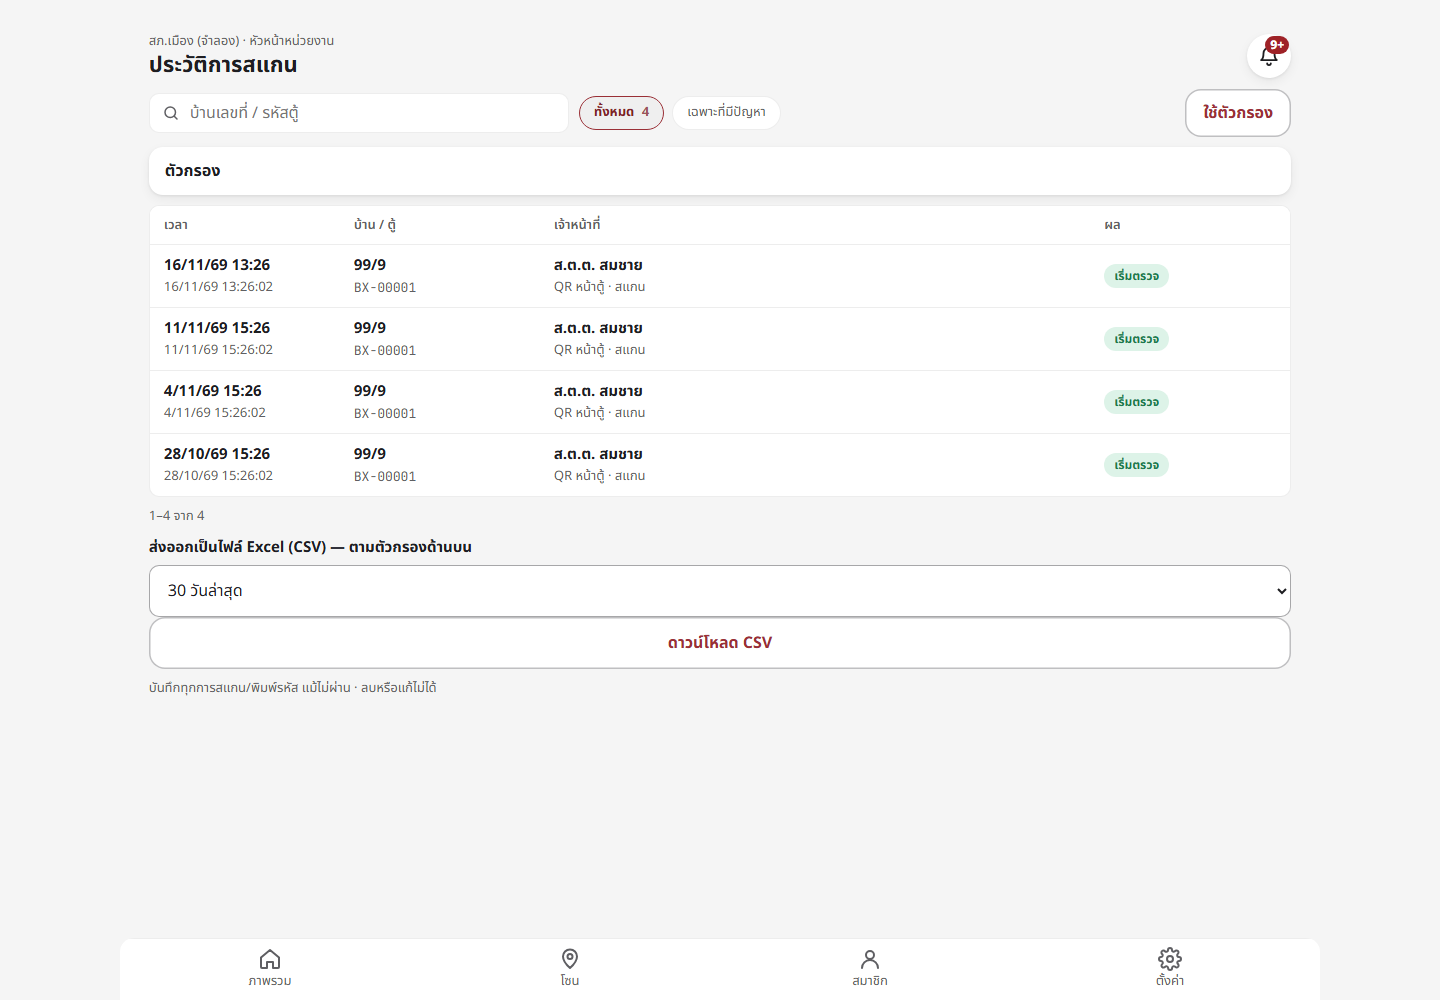 สภ.เมือง (จำลอง) · หัวหน้าหน่วยงาน
ประวัติการสแกน
9+
บ้านเลขที่ / รหัสตู้
ทั้งหมด 4
เฉพาะที่มีปัญหา
ใช้ตัวกรอง
ตัวกรอง
เวลา บ้าน / ตู้ เจ้าหน้าที่ ผล
16/11/69 13:26 99/9 ส.ต.ต. สมชาย เริ่มตรวจ
16/11/69 13:26:02 BX-00001 QR หน้าตู้ · สแกน
11/11/69 15:26 99/9 ส.ต.ต. สมชาย เริ่มตรวจ
11/11/69 15:26:02 BX-00001 QR หน้าตู้ · สแกน
4/11/69 15:26 99/9 ส.ต.ต. สมชาย เริ่มตรวจ
4/11/69 15:26:02 BX-00001 QR หน้าตู้ · สแกน
28/10/69 15:26 99/9 ส.ต.ต. สมชาย เริ่มตรวจ
28/10/69 15:26:02 BX-00001 QR หน้าตู้ · สแกน
1–4 จาก 4
ส่งออกเป็นไฟล์ Excel (CSV) — ตามตัวกรองด้านบน
30 วันล่าสุด
ดาวน์โหลด CSV
บันทึกทุกการสแกน/พิมพ์รหัส แม้ไม่ผ่าน · ลบหรือแก้ไม่ได้
ภาพรวม โซน สมาชิก ตั้งค่า